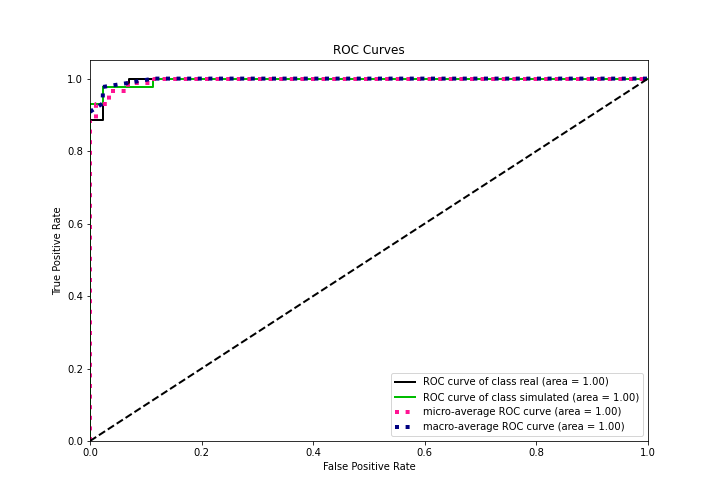 ROC Curves
1.0
0.8
0.6
0.4
0.2
0.0
True Positive Rate
0.0
0.2
0.4
0.6
0.8
1.0
False Positive Rate
ROC curve of class real (area = 1.00)
ROC curve of class simulated (area = 1.00)
micro-average ROC curve (area = 1.00)
macro-average ROC curve (area = 1.00)